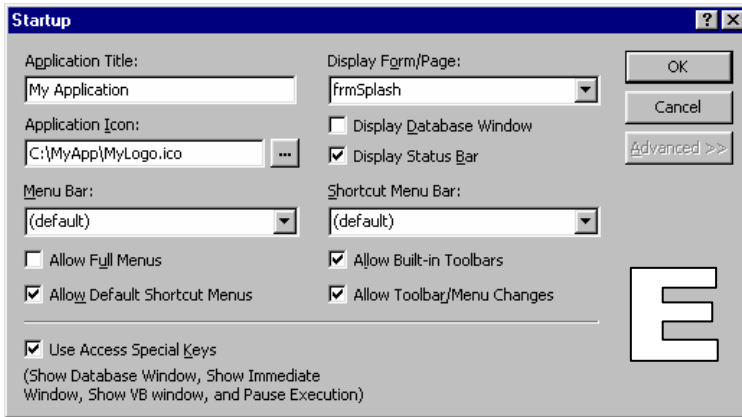 Startup
Application Title:
My Application
Application Icon:
C:\MyApp\MyLogo.ico
...
Menu Bar:
(default)
Allow Full Menus
Allow Default Shortcut Menus
Display Form/Page:
frmSplash
Display Database Window
Display Status Bar
Shortcut Menu Bar:
(default)
Allow Built-in Toolbars
Allow Toolbar/Menu Changes
OK
Cancel
Advanced >>
E
Use Access Special Keys
(Show Database Window, Show Immediate
Window, Show VB window, and Pause Execution)